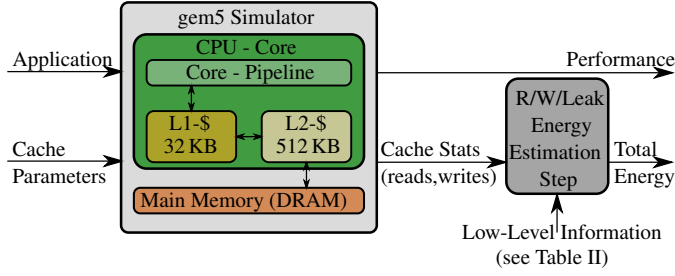 gem5 Simulator
CPU - Core
Core - Pipeline
L1-$
32 KB
L2-$
512 KB
Main Memory (DRAM)
Application
Cache
Parameters
Performance
Cache Stats
(reads,writes)
R/W/Leak
Energy
Estimation
Step
Total
Energy
Low-Level Information
(see Table II)